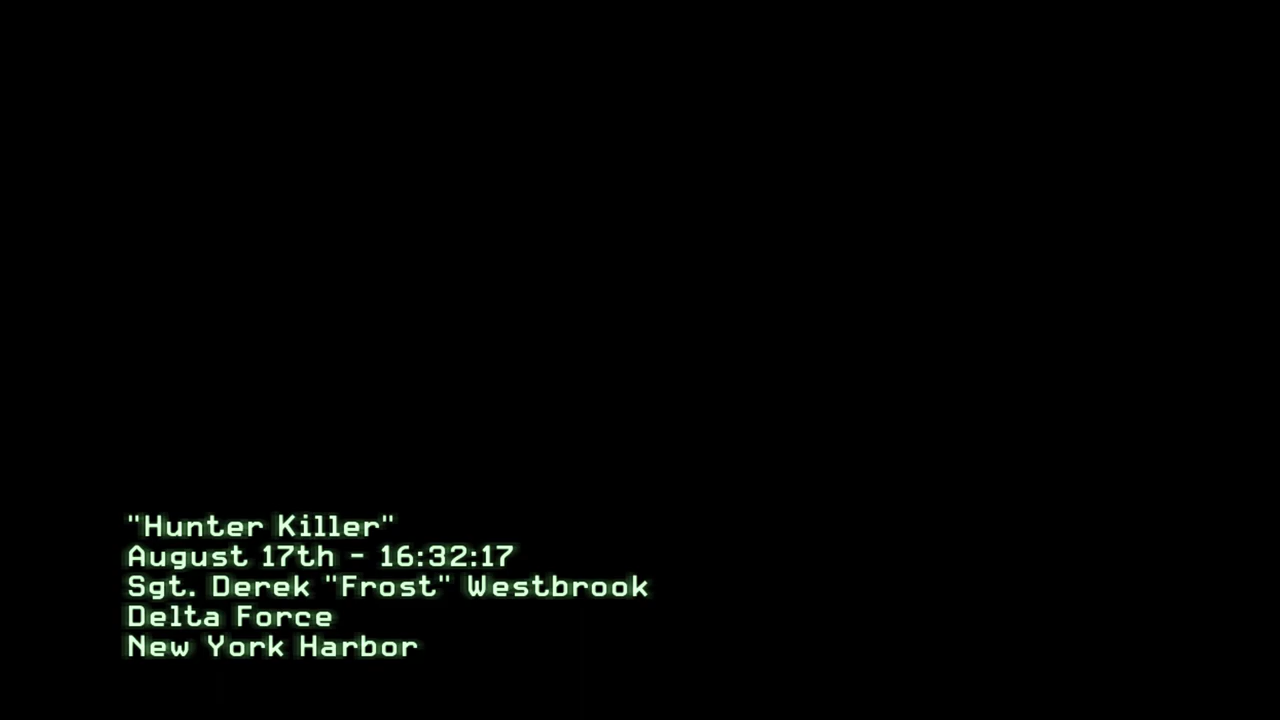 "Hunter Killer"
August 17th - 16:32:17
Sgt. Derek "Frost" Westbrook
Delta Force
New York Harbor